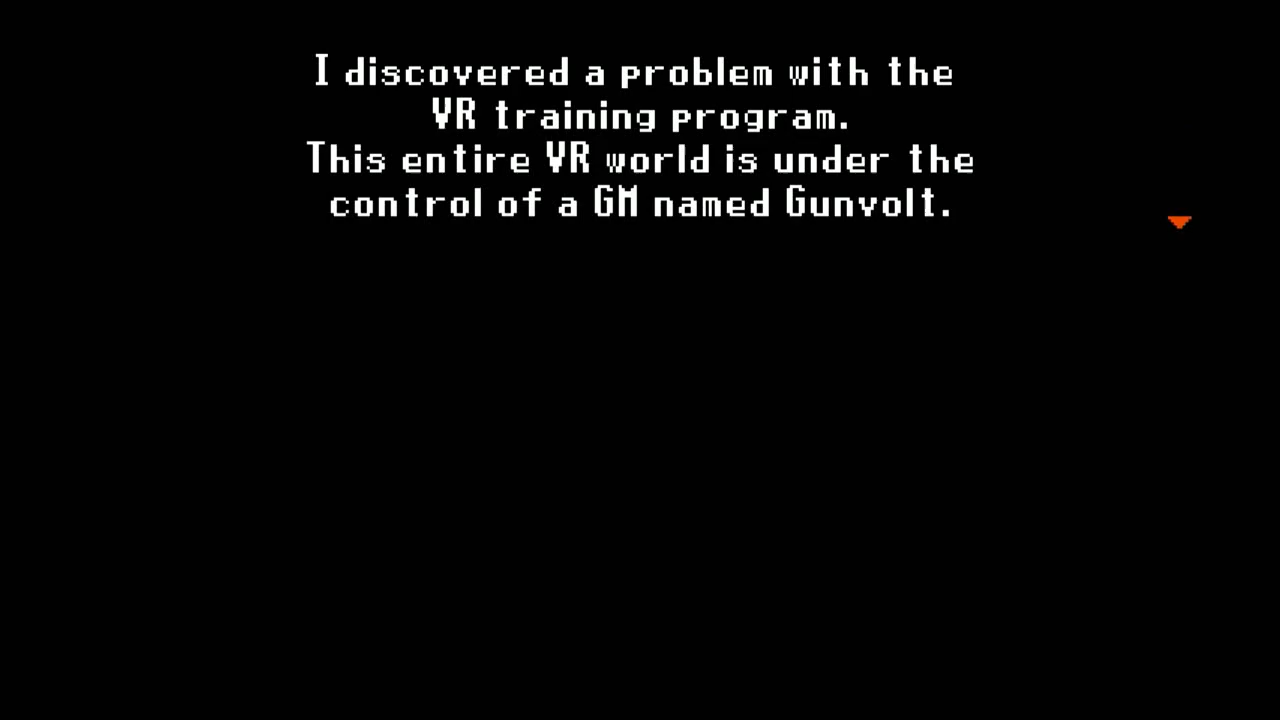 I discovered a problem with the
VR training program.
This entire VR world is under the
control of a GM named Gunvolt.